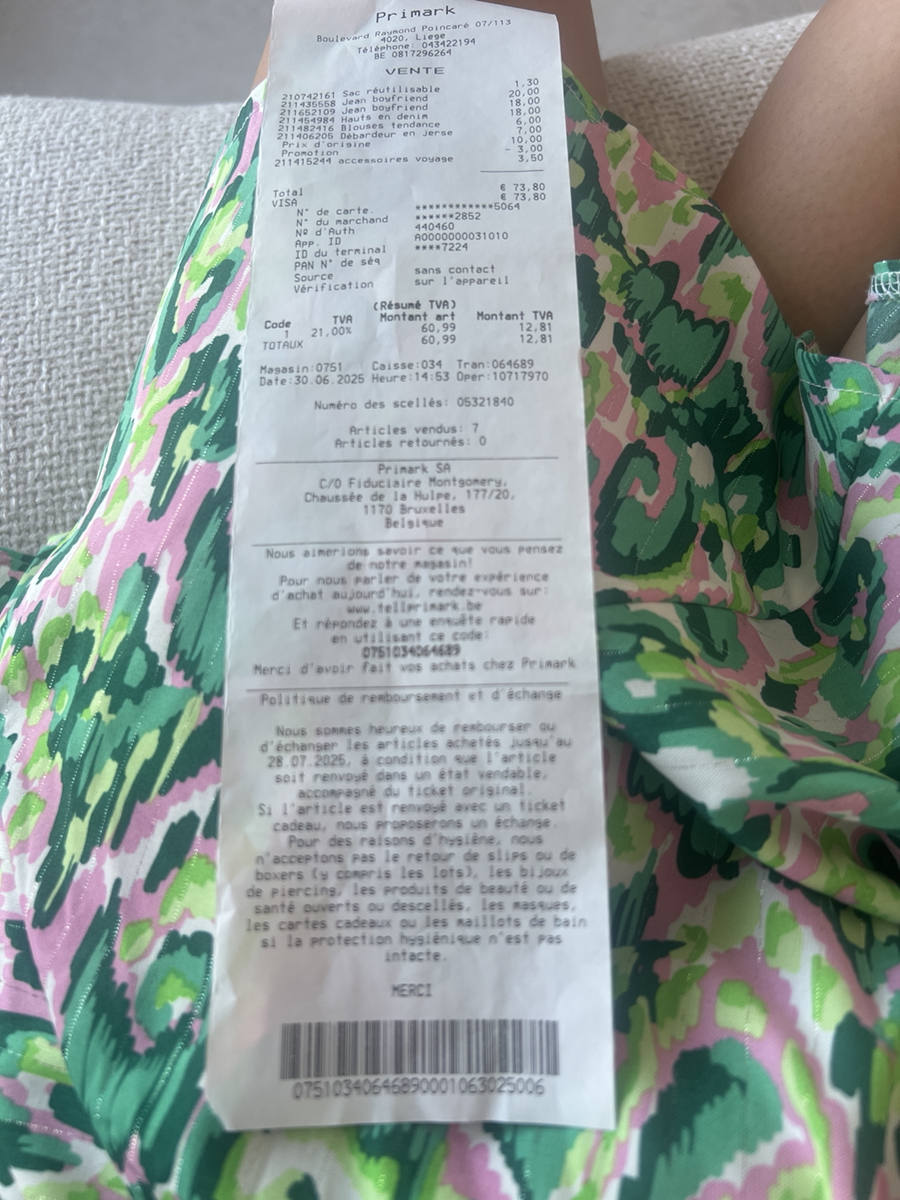 Primark
Boulevard Raymond Poincaré 07/113
4020, Liege
Téléphone: 043422194
BE 0817296264
VENTE
210742161 Sac réutilisable 1,30
211435558 Jean boyfriend 20,00
211652109 Jean boyfriend 18,00
211454984 Hauts en denim 18,00
211482416 Blouses tendance 6,00
211406205 Débardeur en Jerse 7,00
Prix d'origine 10,00
Promotion - 3,00
211415244 accessoires voyage 3,50
Total € 73,80
VISA € 73,80
N° de carte. ************5064
N° du marchand ******2852
Nº d'Auth 440460
App. ID A0000000031010
ID du terminal ****7224
PAN N° de séq
Source sans contact
Vérification sur l'appareil
(Résumé TVA)
Code TVA Montant art Montant TVA
1 21,00% 60,99 12,81
TOTAUX 60,99 12,81
Magasin:0751 Caisse:034 Tran:064689
Date:30.06.2025 Heure:14:53 Oper:10717970
Numéro des scellés: 05321840
Articles vendus: 7
Articles retournés: 0
Primark SA
C/O Fiduciaire Montgomery,
Chaussée de la Hulpe, 177/20,
1170 Bruxelles
Belgique
Nous aimerions savoir ce que vous pensez
de notre magasin!
Pour nous parler de votre expérience
d'achat aujourd'hui, rendez-vous sur:
www.tellprimark.be
Et répondez à une enquête rapide
en utilisant ce code:
0751034064689
Merci d'avoir fait vos achats chez Primark
Politique de remboursement et d'échange
Nous sommes heureux de rembourser ou
d'échanger les articles achetés jusqu'au
28.07.2025, à condition que l'article
soit renvoyé dans un état vendable,
accompagné du ticket original.
Si l'article est renvoyé avec un ticket
cadeau, nous proposerons un échange.
Pour des raisons d'hygiène, nous
n'acceptons pas le retour de slips ou de
boxers (y compris les lots), les bijoux
de piercing, les produits de beauté ou de
santé ouverts ou descellés, les masques,
les cartes cadeaux ou les maillots de bain
si la protection hygiénique n'est pas
intacte.
MERCI
07510340646890001063025006